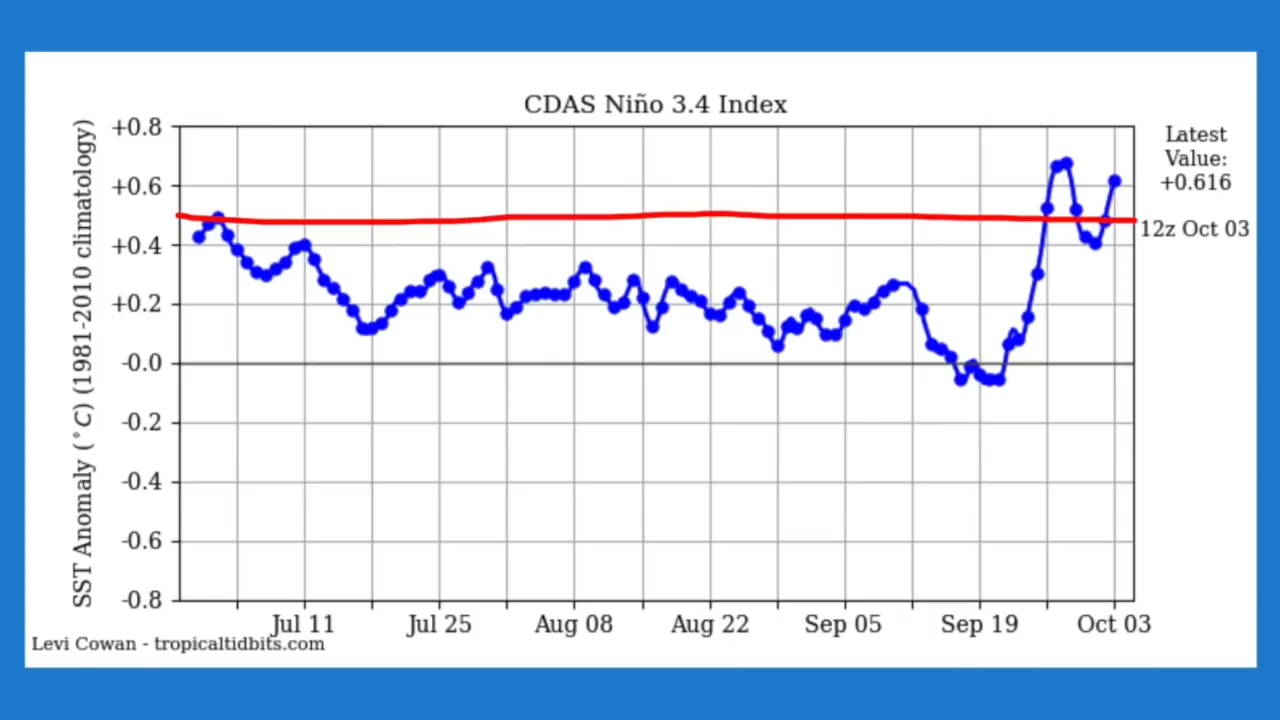 CDAS Niño 3.4 Index
SST Anomaly (°C) (1981-2010 climatology)
+0.8
+0.6
+0.4
+0.2
-0.0
-0.2
-0.4
-0.6
-0.8
Jul 11
Jul 25
Aug 08
Aug 22
Sep 05
Sep 19
Oct 03
Latest
Value:
+0.616
12z Oct 03
Levi Cowan - tropicaltidbits.com